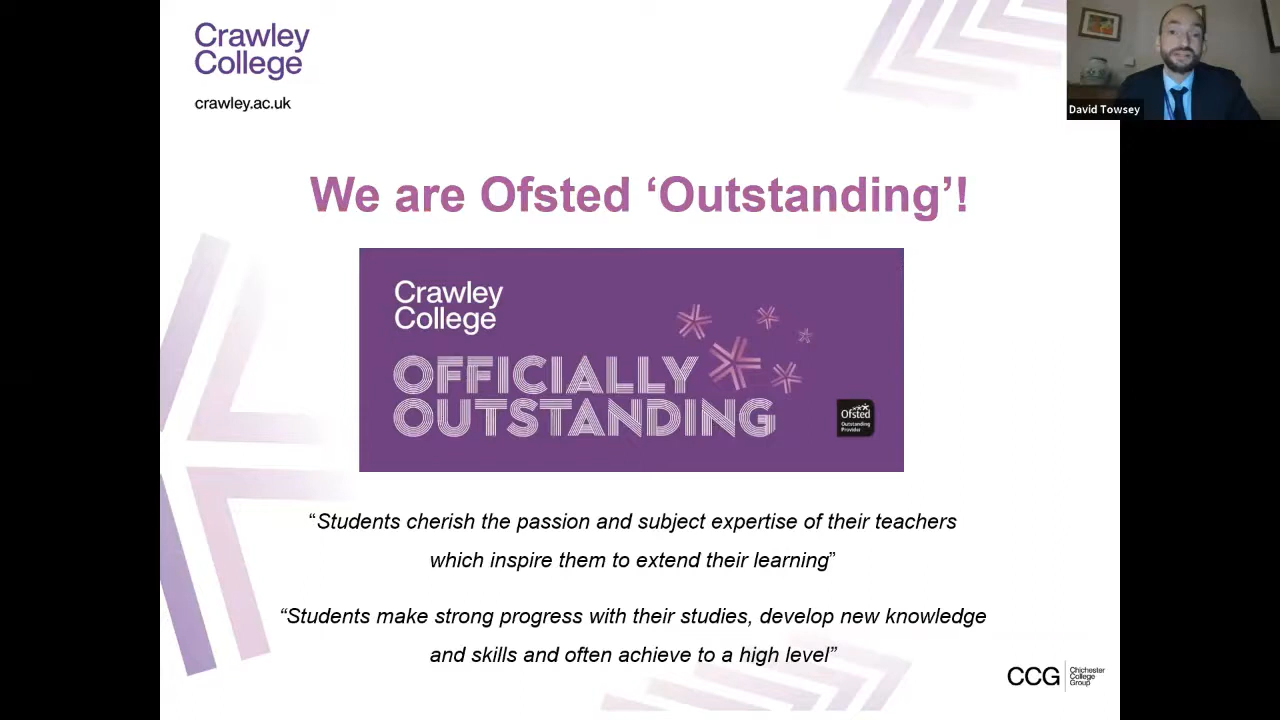 Crawley
College
crawley.ac.uk
David Towsey
We are Ofsted ‘Outstanding’!
Crawley
College
OFFICIALLY
OUTSTANDING
Ofsted
Outstanding
Provider
“Students cherish the passion and subject expertise of their teachers
which inspire them to extend their learning”
“Students make strong progress with their studies, develop new knowledge
and skills and often achieve to a high level”
CCG
Chichester
College
Group